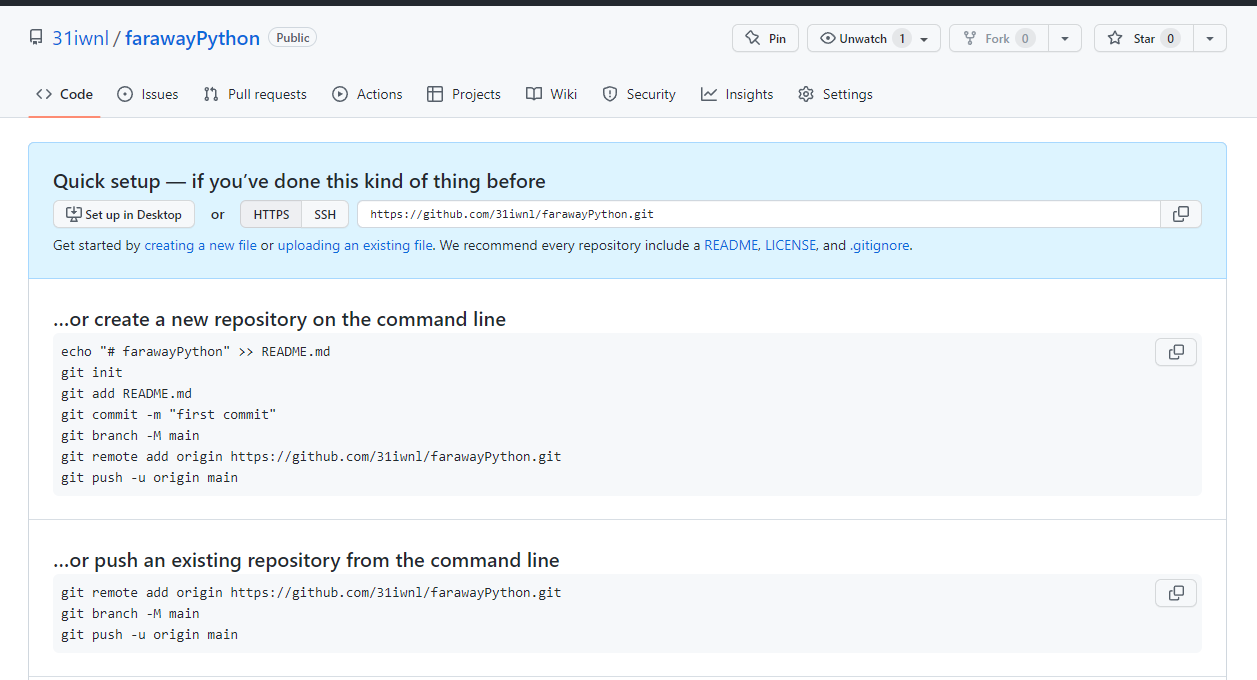 31iwnl / farawayPython Public
Pin Unwatch 1 Fork 0 Star 0
Code Issues Pull requests Actions Projects Wiki Security Insights Settings
Quick setup — if you’ve done this kind of thing before
Set up in Desktop or HTTPS SSH https://github.com/31iwnl/farawayPython.git
Get started by creating a new file or uploading an existing file. We recommend every repository include a README, LICENSE, and .gitignore.
…or create a new repository on the command line
echo "# farawayPython" >> README.md
git init
git add README.md
git commit -m "first commit"
git branch -M main
git remote add origin https://github.com/31iwnl/farawayPython.git
git push -u origin main
…or push an existing repository from the command line
git remote add origin https://github.com/31iwnl/farawayPython.git
git branch -M main
git push -u origin main